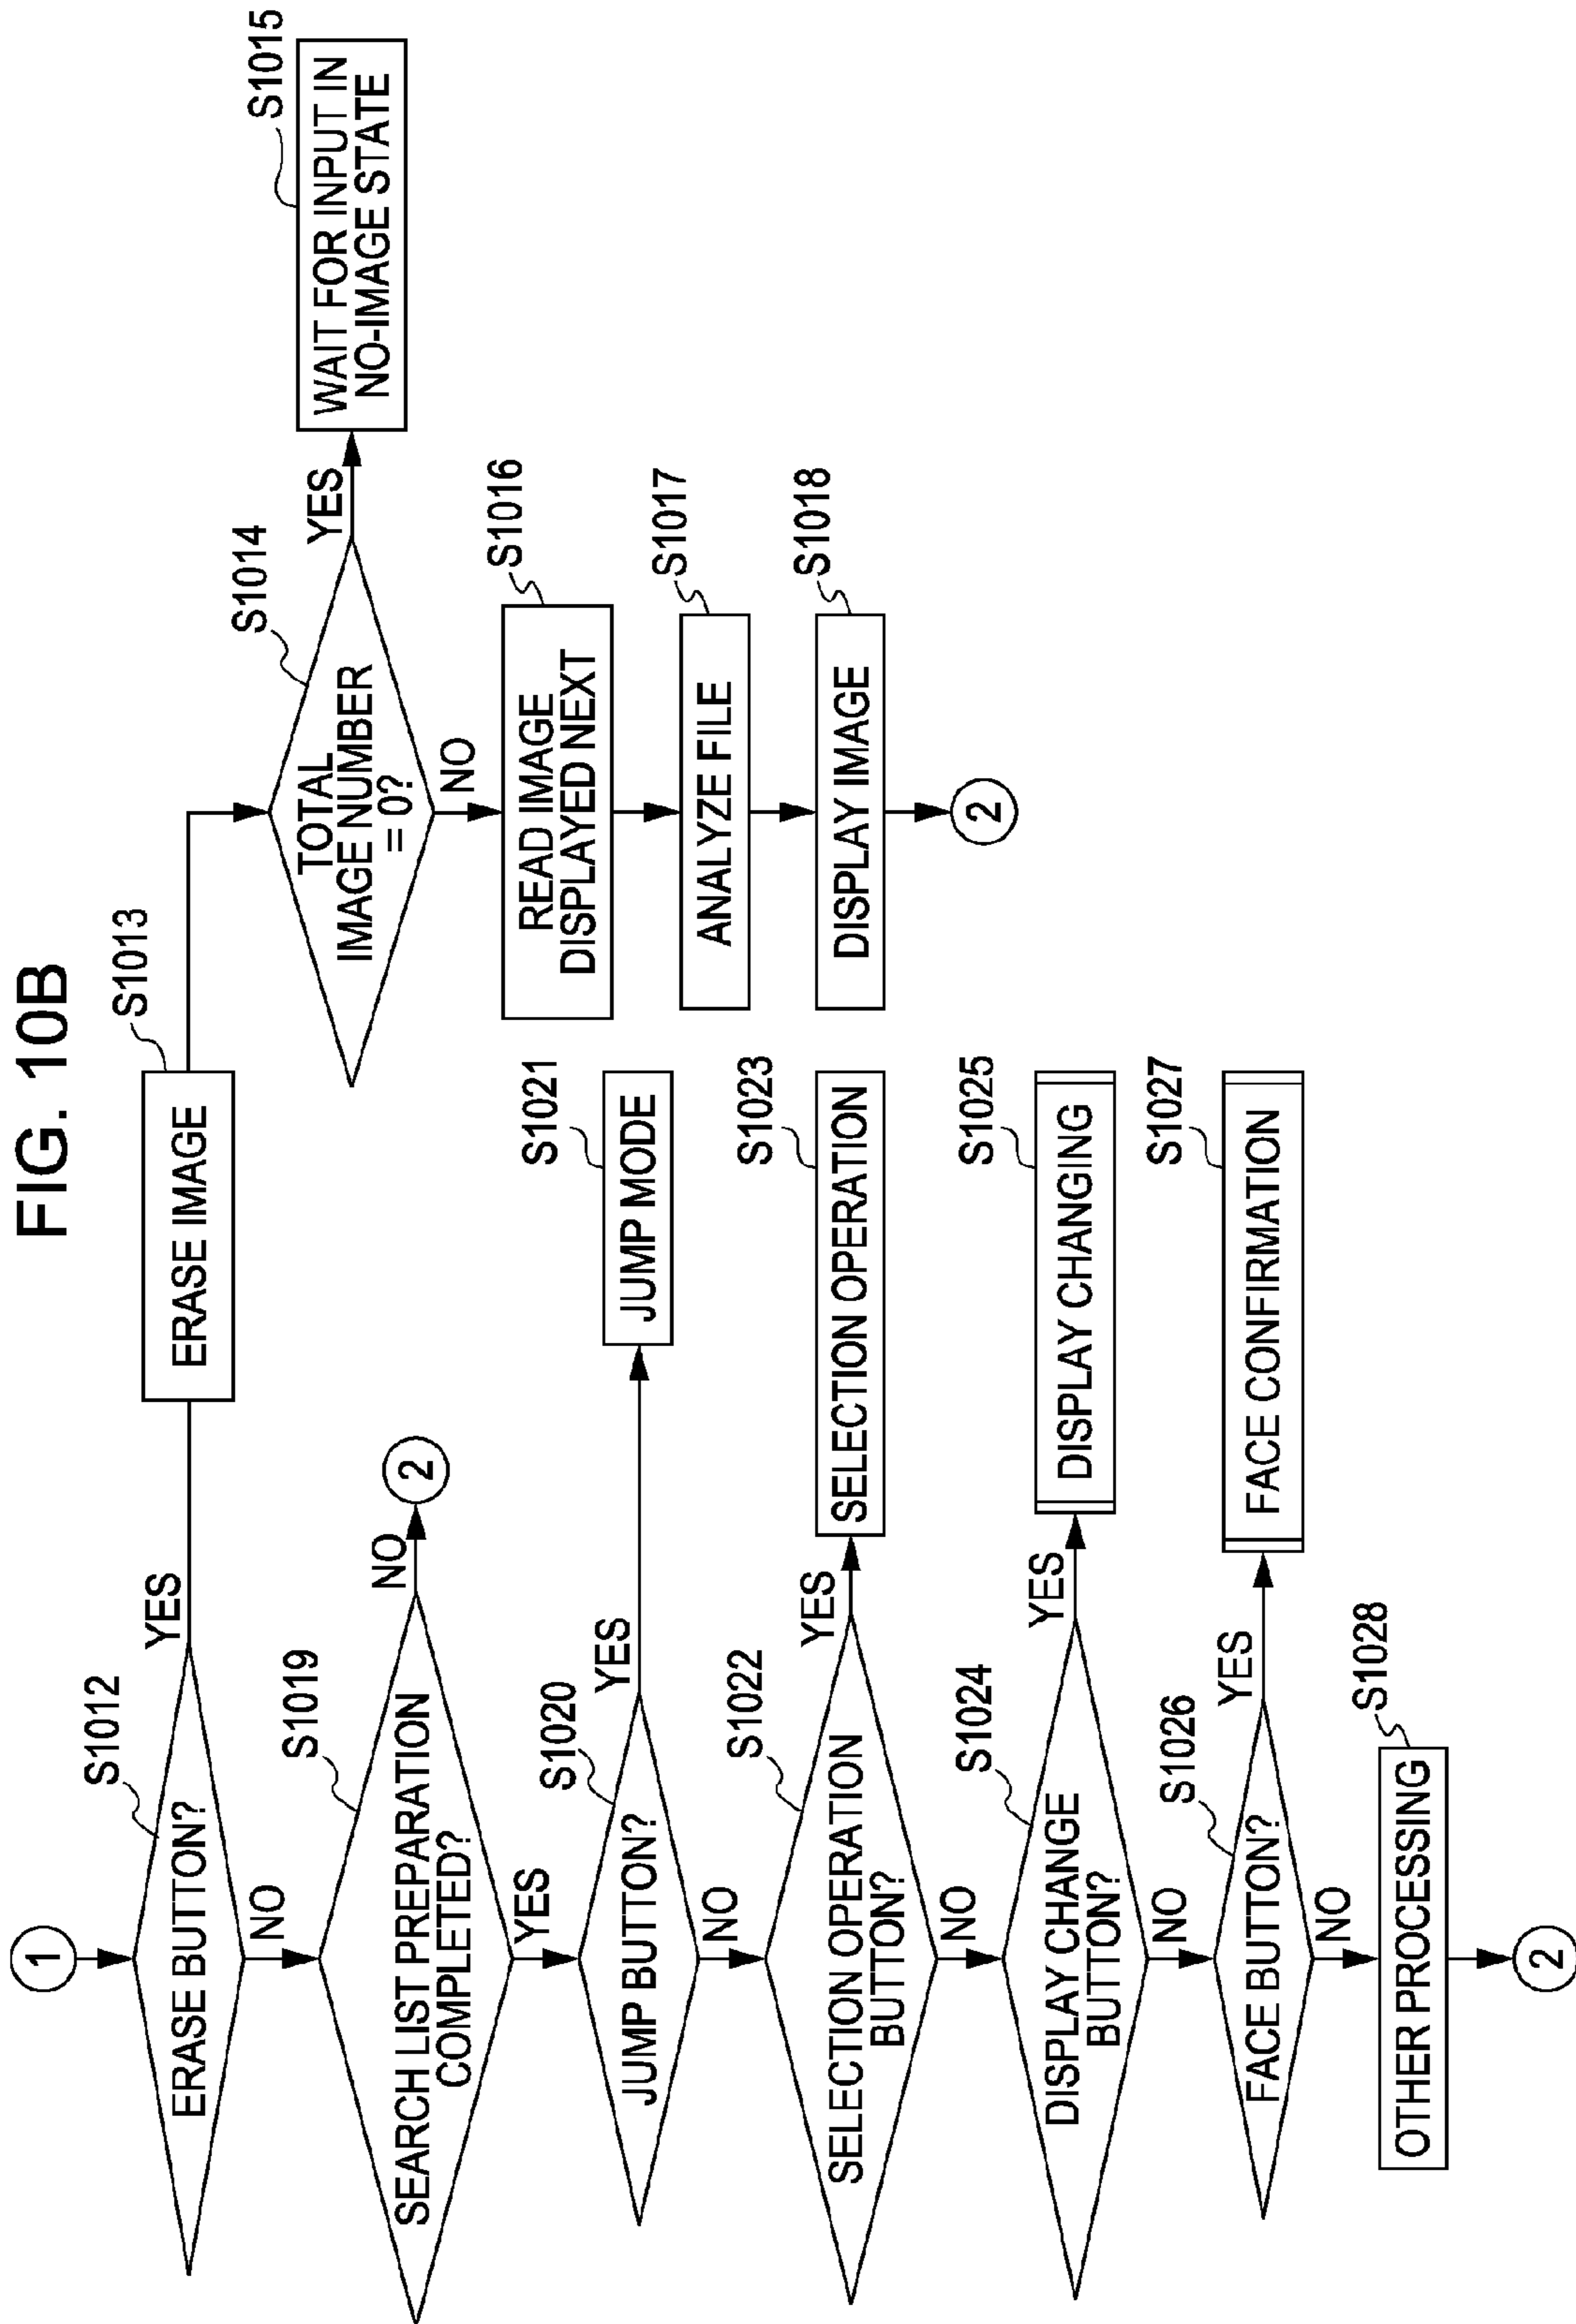 FIG. 10B
1
S1012
ERASE BUTTON?
YES
NO
S1013
ERASE IMAGE
S1014
TOTAL
IMAGE NUMBER
= 0?
YES
NO
S1015
WAIT FOR INPUT IN
NO-IMAGE STATE
S1016
READ IMAGE
DISPLAYED NEXT
S1017
ANALYZE FILE
S1018
DISPLAY IMAGE
2
S1019
SEARCH LIST PREPARATION
COMPLETED?
NO
2
YES
S1020
JUMP BUTTON?
YES
NO
S1021
JUMP MODE
S1022
SELECTION OPERATION
BUTTON?
YES
NO
S1023
SELECTION OPERATION
S1024
DISPLAY CHANGE
BUTTON?
YES
NO
S1025
DISPLAY CHANGING
S1026
FACE BUTTON?
YES
NO
S1027
FACE CONFIRMATION
S1028
OTHER PROCESSING
2